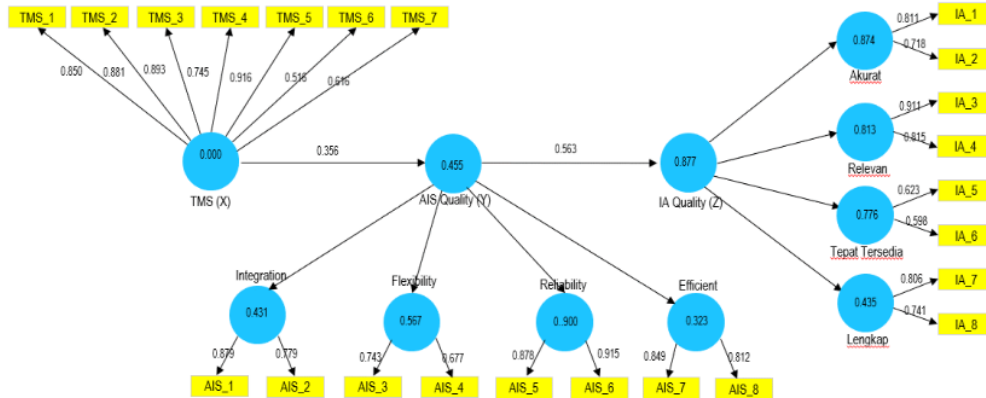 TMS_1 TMS_2 TMS_3 TMS_4 TMS_5 TMS_6 TMS_7
0.850 0.881 0.893 0.745 0.916 0.516 0.616
0.000
TMS (X)
0.356
0.455
AIS Quality (Y)
0.563
0.877
IA Quality (Z)
0.874
Akurat
0.811
0.718
IA_1
IA_2
0.813
Relevan
0.911
0.815
IA_3
IA_4
0.776
Tepat Tersedia
0.623
0.598
IA_5
IA_6
0.435
Lengkap
0.806
0.741
IA_7
IA_8
Integration
0.431
0.879 0.779
AIS_1 AIS_2
Flexibility
0.567
0.743 0.677
AIS_3 AIS_4
Reliability
0..900
0.878 0.915
AIS_5 AIS_6
Efficient
0.323
0.849 0.812
AIS_7 AIS_8